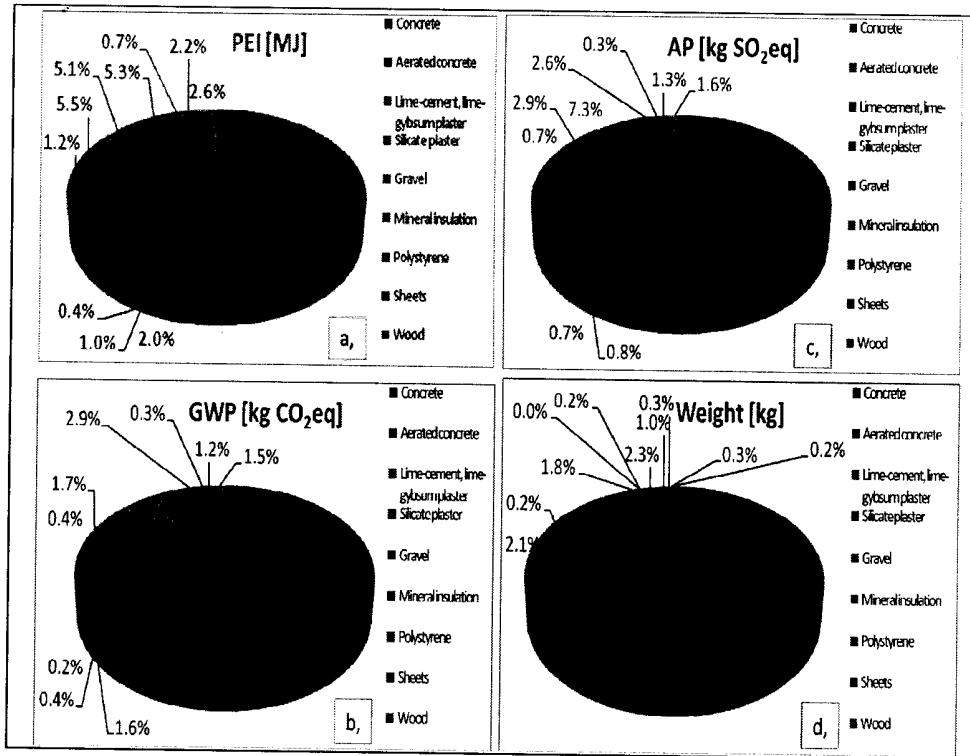 PEI [MJ]
0.7%
2.2%
5.1%
5.3%
2.6%
5.5%
1.2%
0.4%
1.0%
2.0%
a,
Concrete
Aerated concrete
Lime-cement, lime-
gybsum plaster
Silicate plaster
Gravel
Mineral insulation
Polystyrene
Sheets
Wood
AP [kg SO₂eq]
0.3%
2.6%
1.3%
1.6%
2.9%
7.3%
0.7%
0.7%
0.8%
c,
Concrete
Aerated concrete
Lime-cement, lime-
gybsum plaster
Silicate plaster
Gravel
Mineral insulation
Polystyrene
Sheets
Wood
GWP [kg CO₂eq]
2.9%
0.3%
1.2%
1.5%
1.7%
0.4%
0.2%
0.4%
1.6%
b,
Concrete
Aerated concrete
Lime-cement, lime-
gybsum plaster
Silicate plaster
Gravel
Mineral insulation
Polystyrene
Sheets
Wood
Weight [kg]
0.2%
0.3%
0.0%
1.0%
1.8%
2.3%
0.3%
0.2%
0.2%
2.1%
d,
Concrete
Aerated concrete
Lime-cement, lime-
gybsum plaster
Silicate plaster
Gravel
Mineral insulation
Polystyrene
Sheets
Wood